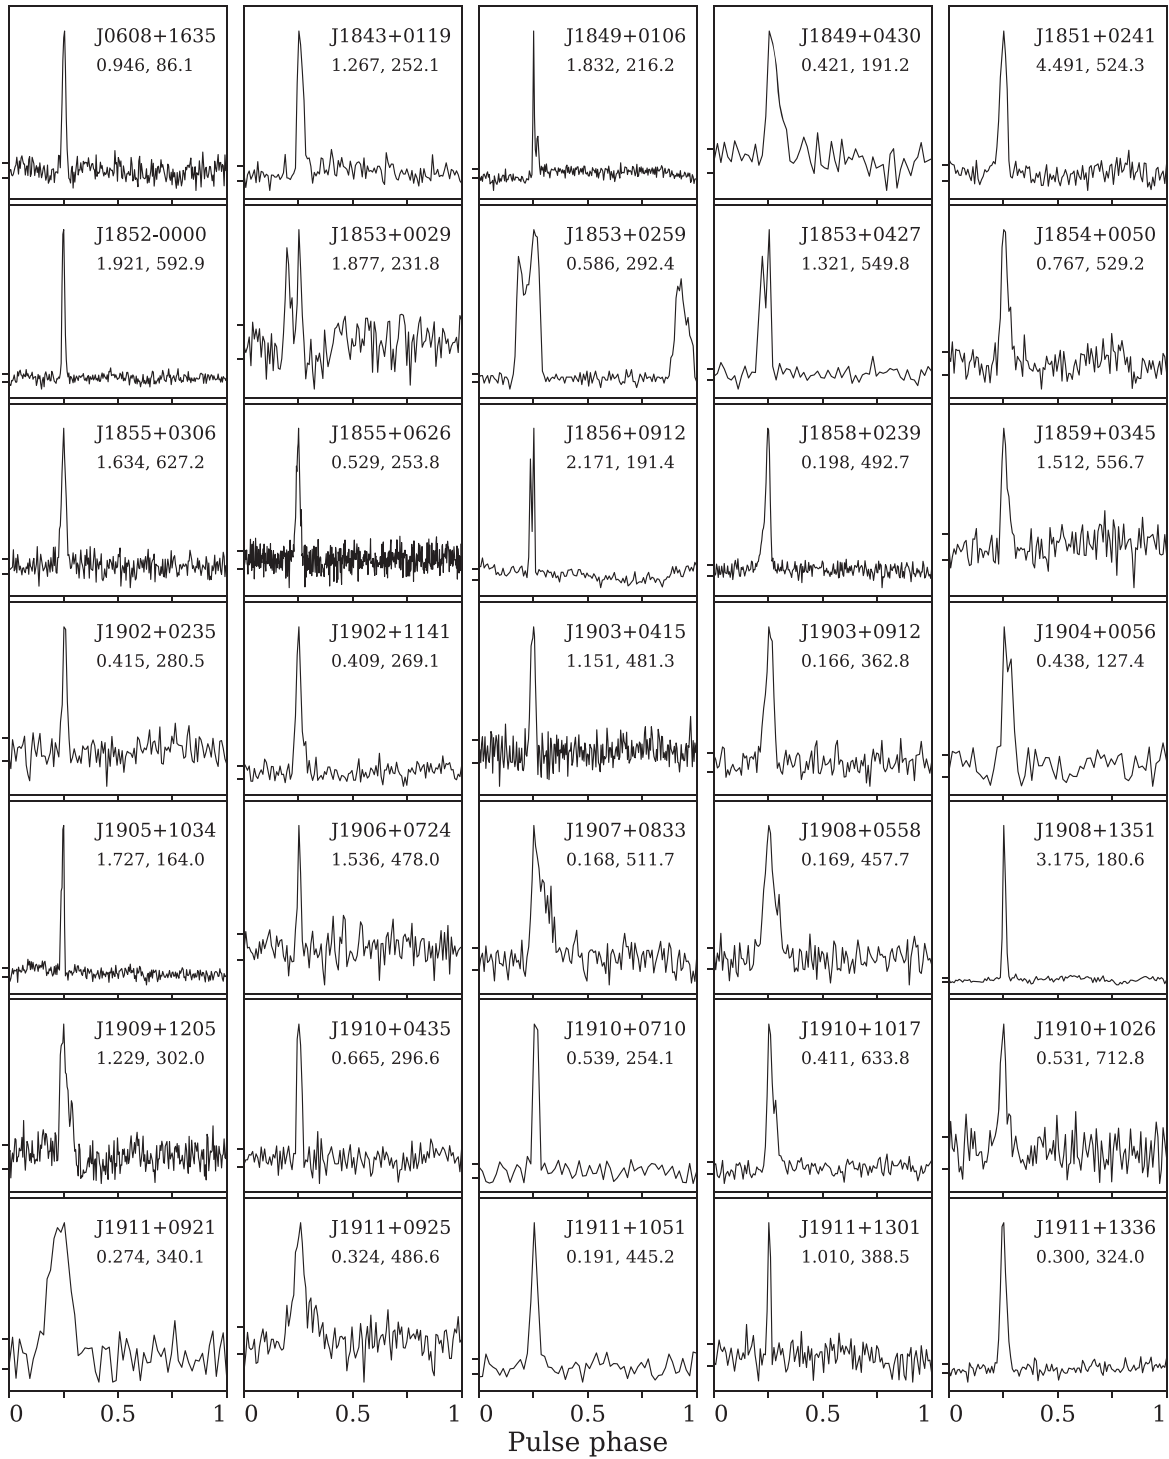 J0608+1635
0.946, 86.1
J1843+0119
1.267, 252.1
J1849+0106
1.832, 216.2
J1849+0430
0.421, 191.2
J1851+0241
4.491, 524.3
J1852-0000
1.921, 592.9
J1853+0029
1.877, 231.8
J1853+0259
0.586, 292.4
J1853+0427
1.321, 549.8
J1854+0050
0.767, 529.2
J1855+0306
1.634, 627.2
J1855+0626
0.529, 253.8
J1856+0912
2.171, 191.4
J1858+0239
0.198, 492.7
J1859+0345
1.512, 556.7
J1902+0235
0.415, 280.5
J1902+1141
0.409, 269.1
J1903+0415
1.151, 481.3
J1903+0912
0.166, 362.8
J1904+0056
0.438, 127.4
J1905+1034
1.727, 164.0
J1906+0724
1.536, 478.0
J1907+0833
0.168, 511.7
J1908+0558
0.169, 457.7
J1908+1351
3.175, 180.6
J1909+1205
1.229, 302.0
J1910+0435
0.665, 296.6
J1910+0710
0.539, 254.1
J1910+1017
0.411, 633.8
J1910+1026
0.531, 712.8
J1911+0921
0.274, 340.1
J1911+0925
0.324, 486.6
J1911+1051
0.191, 445.2
J1911+1301
1.010, 388.5
J1911+1336
0.300, 324.0
0 0.5 1 0 0.5 1 0 0.5 1 0 0.5 1 0 0.5 1
Pulse phase